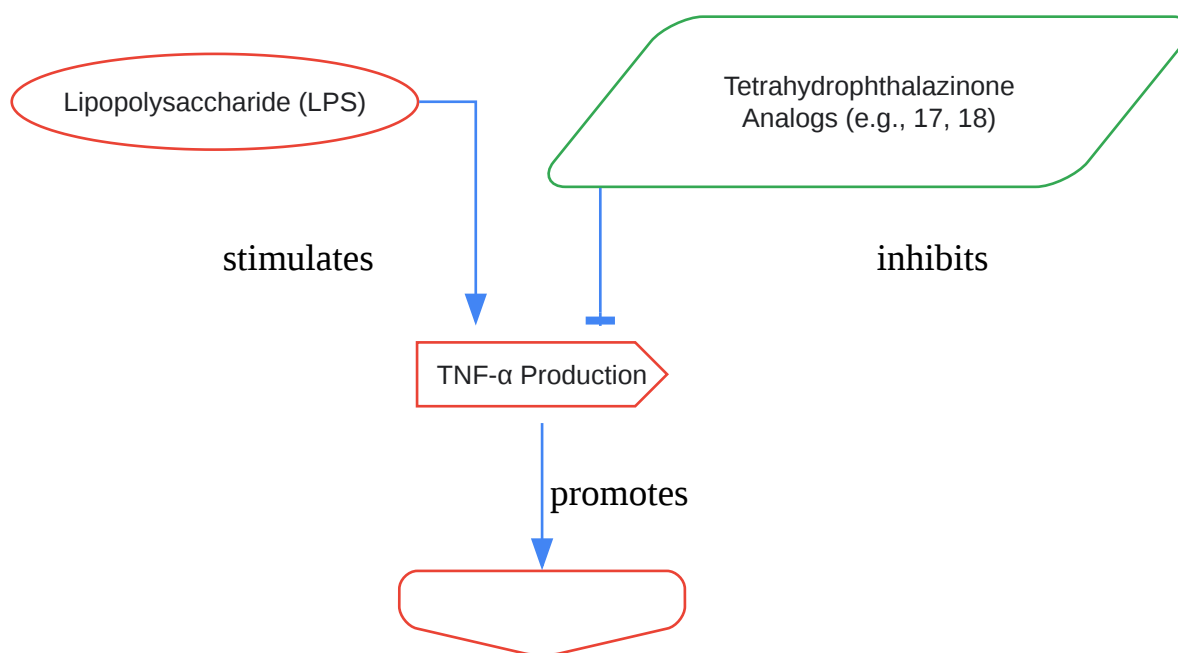 Lipopolysaccharide (LPS)
Tetrahydrophthalazinone
Analogs (e.g., 17, 18)
stimulates
inhibits
TNF-α Production
promotes